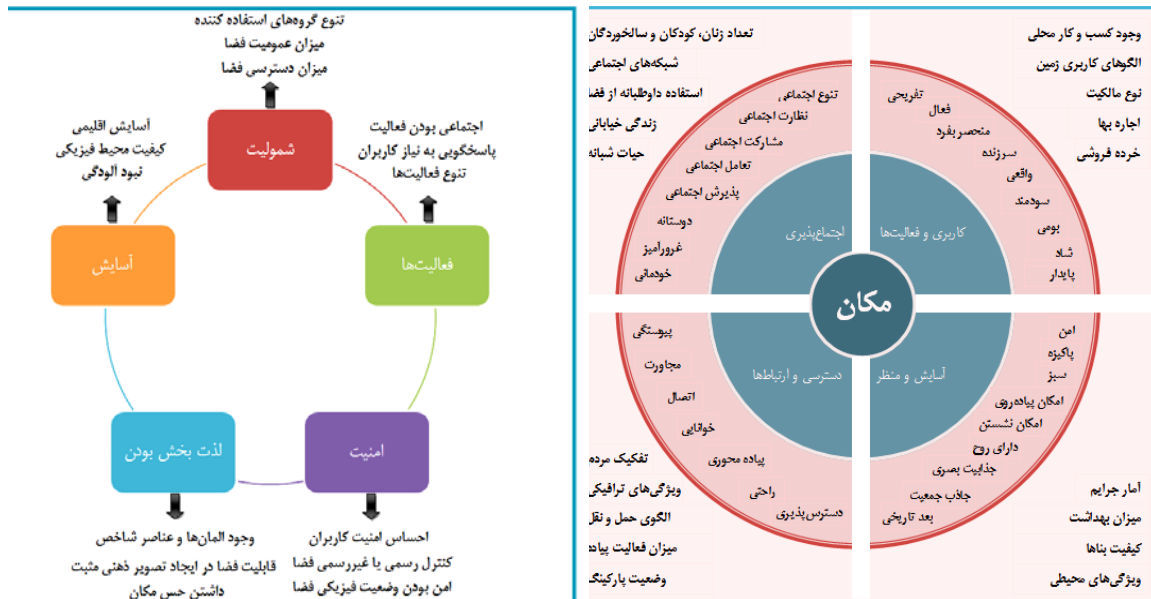 تنوع گروه‌های استفاده کننده
میزان عمومیت فضا
میزان دسترسی فضا
شمولیت
اجتماعی بودن فعالیت
پاسخگویی به نیاز کاربران
تنوع فعالیت‌ها
فعالیت‌ها
آسایش اقلیمی
کیفیت محیط فیزیکی
نبود آلودگی
آسایش
امنیت
احساس امنیت کاربران
کنترل رسمی یا غیررسمی فضا
امن بودن وضعیت فیزیکی فضا
لذت بخش بودن
وجود المان‌ها و عناصر شاخص
قابلیت فضا در ایجاد تصویر ذهنی مثبت
داشتن حس مکان
وجود کسب و کار محلی
الگوهای کاربری زمین
نوع مالکیت
اجاره بها
خرده فروشی
تفریحی
فعال
منحصر بفرد
سرزنده
واقعی
سودمند
بومی
شاد
پایدار
کاربری و فعالیت‌ها
تعداد زنان، کودکان و سالخوردگان
شبکه‌های اجتماعی
استفاده داوطلبانه از فضا
زندگی خیابانی
حیات شبانه
تنوع اجتماعی
نظارت اجتماعی
مشارکت اجتماعی
تعامل اجتماعی
پذیرش اجتماعی
دوستانه
غرورآمیز
خودمانی
اجتماع‌پذیری
مکان
آسایش و منظر
امن
پاکیزه
سبز
امکان پیاده‌روی
امکان نشستن
دارای روح
جذابیت بصری
جاذب جمعیت
بعد تاریخی
آمار جرایم
میزان بهداشت
کیفیت بناها
ویژگی‌های محیطی
دسترسی و ارتباط‌ها
پیوستگی
مجاورت
اتصال
خوانایی
پیاده محوری
راحتی
دسترس‌پذیری
تفکیک مردم
ویژگی‌های ترافیکی
الگوی حمل و نقل
میزان فعالیت پیاده
وضعیت پارکینگ